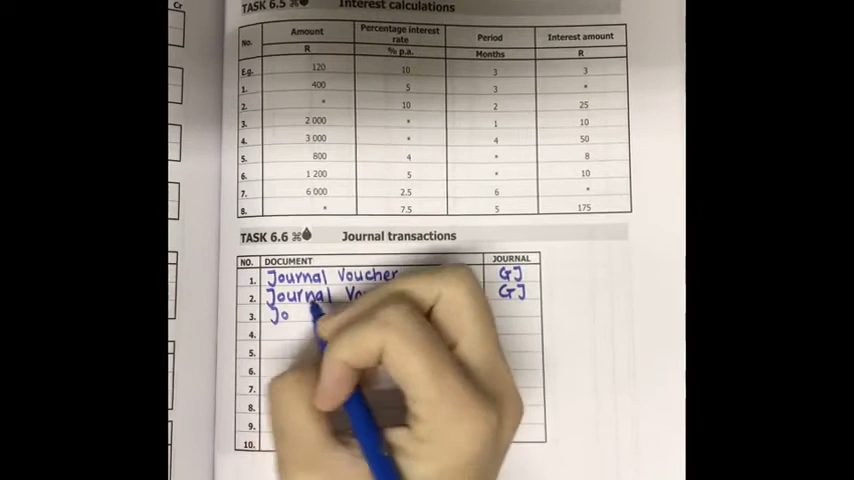 Cr
TASK 6.5 Interest calculations
No. Amount Percentage interest rate Period Interest amount
R % p.a. Months R
E.g. 120 10 3 3
1. 400 5 3 *
2. * 10 2 25
3. 2 000 * 1 10
4. 3 000 * 4 50
5. 800 4 * 8
6. 1 200 5 * 10
7. 6 000 2.5 6 *
8. * 7.5 5 175
TASK 6.6 Journal transactions
NO. DOCUMENT JOURNAL
1. Journal Voucher GJ
2. Journal Vo GJ
3. Jo
4.
5.
6.
7.
8.
9.
10.